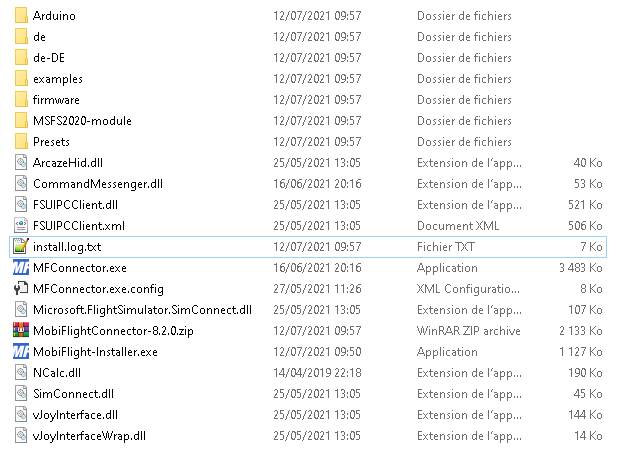 Arduino 12/07/2021 09:57 Dossier de fichiers
de 12/07/2021 09:57 Dossier de fichiers
de-DE 12/07/2021 09:57 Dossier de fichiers
examples 12/07/2021 09:57 Dossier de fichiers
firmware 12/07/2021 09:57 Dossier de fichiers
MSFS2020-module 12/07/2021 09:57 Dossier de fichiers
Presets 12/07/2021 09:57 Dossier de fichiers
ArcazeHid.dll 25/05/2021 13:05 Extension de l'app... 40 Ko
CommandMessenger.dll 16/06/2021 20:16 Extension de l'app... 53 Ko
FSUIPCClient.dll 25/05/2021 13:05 Extension de l'app... 521 Ko
FSUIPCClient.xml 25/05/2021 13:05 Document XML 506 Ko
install.log.txt 12/07/2021 09:57 Fichier TXT 7 Ko
MFConnector.exe 16/06/2021 20:16 Application 3 483 Ko
MFConnector.exe.config 27/05/2021 11:26 XML Configuratio... 8 Ko
Microsoft.FlightSimulator.SimConnect.dll 25/05/2021 13:05 Extension de l'app... 107 Ko
MobiFlightConnector-8.2.0.zip 12/07/2021 09:57 WinRAR ZIP archive 2 133 Ko
MobiFlight-Installer.exe 12/07/2021 09:50 Application 1 127 Ko
NCalc.dll 14/04/2019 22:18 Extension de l'app... 190 Ko
SimConnect.dll 25/05/2021 13:05 Extension de l'app... 45 Ko
vJoyInterface.dll 25/05/2021 13:05 Extension de l'app... 144 Ko
vJoyInterfaceWrap.dll 25/05/2021 13:05 Extension de l'app... 14 Ko